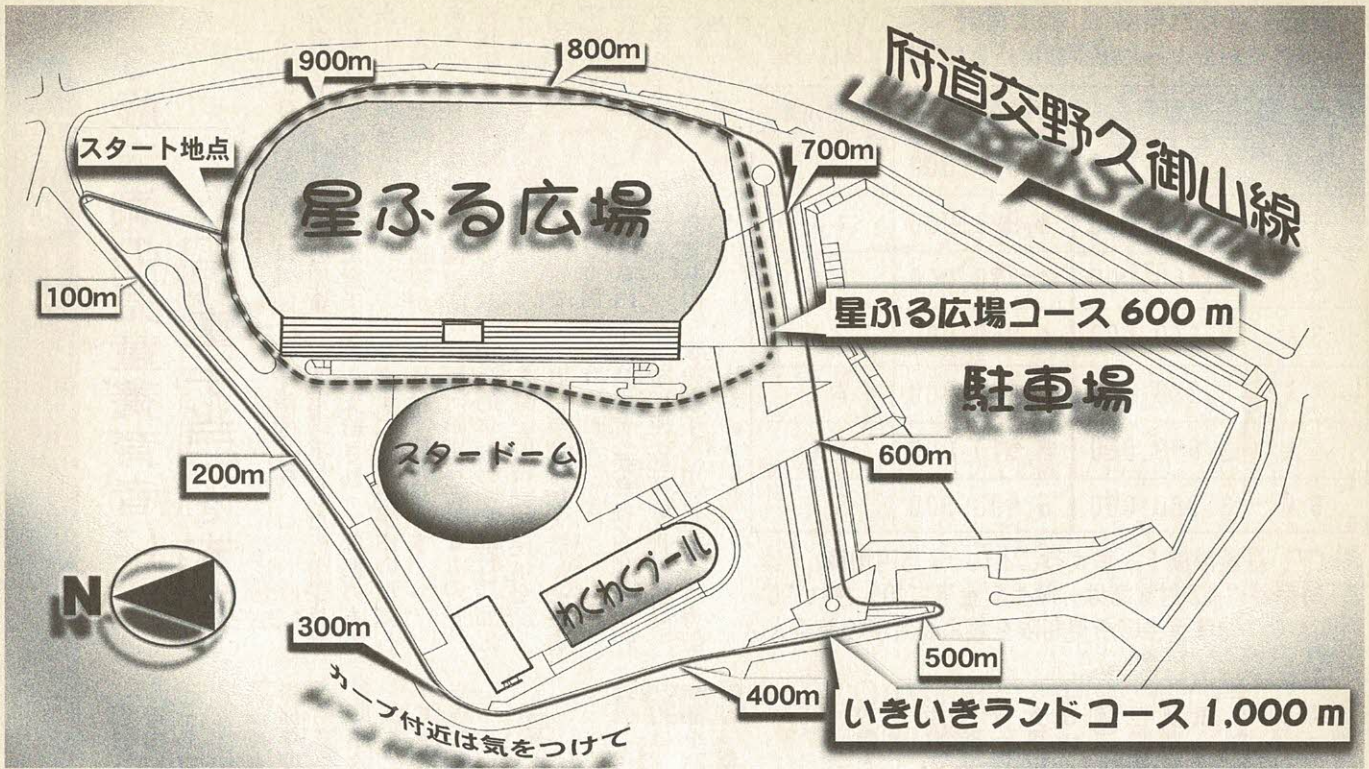 府道交野久御山線
800m
900m
スタート地点
700m
星ふる広場
100m
星ふる広場コース 600 m
駐車場
スタードーム
600m
200m
わくわくプール
N
300m
500m
400m
いきいきランドコース 1,000 m
カーブ付近は気をつけて